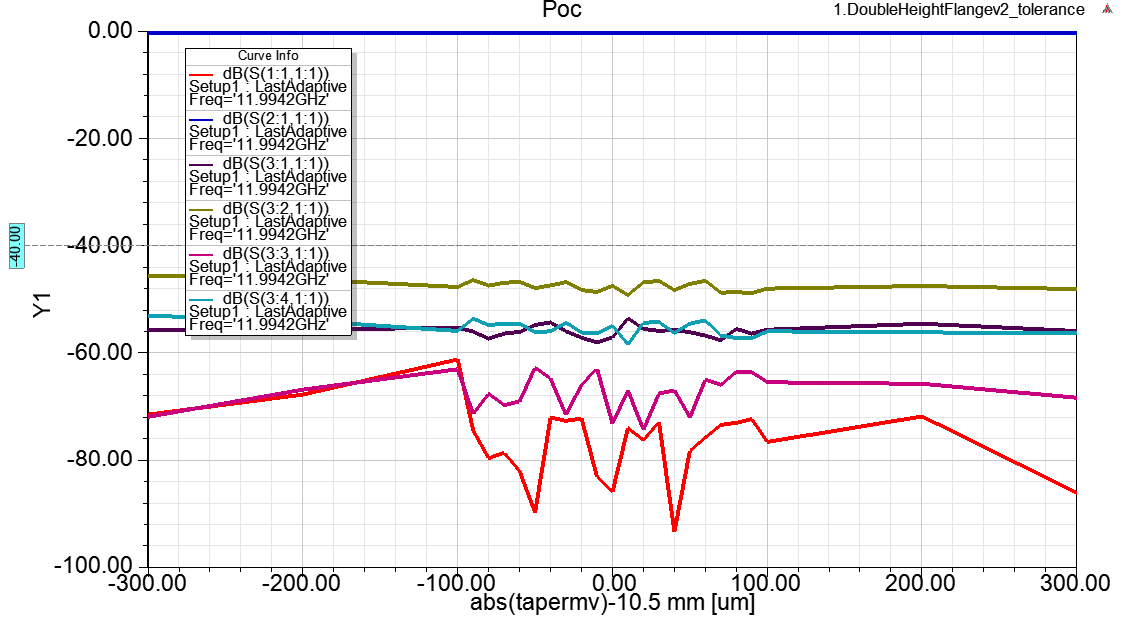 Poc
1.DoubleHeightFlangev2_tolerance
0.00
-20.00
-40.00
-60.00
-80.00
-100.00
-40.00
Y1
Curve Info
dB(S(1:1,1:1))
Setup1 : LastAdaptive
Freq='11.9942GHz'
dB(S(2:1,1:1))
Setup1 : LastAdaptive
Freq='11.9942GHz'
dB(S(3:1,1:1))
Setup1 : LastAdaptive
Freq='11.9942GHz'
dB(S(3:2,1:1))
Setup1 : LastAdaptive
Freq='11.9942GHz'
dB(S(3:3,1:1))
Setup1 : LastAdaptive
Freq='11.9942GHz'
dB(S(3:4,1:1))
Setup1 : LastAdaptive
Freq='11.9942GHz'
-300.00 -200.00 -100.00 0.00 100.00 200.00 300.00
abs(tapermv)-10.5 mm [um]